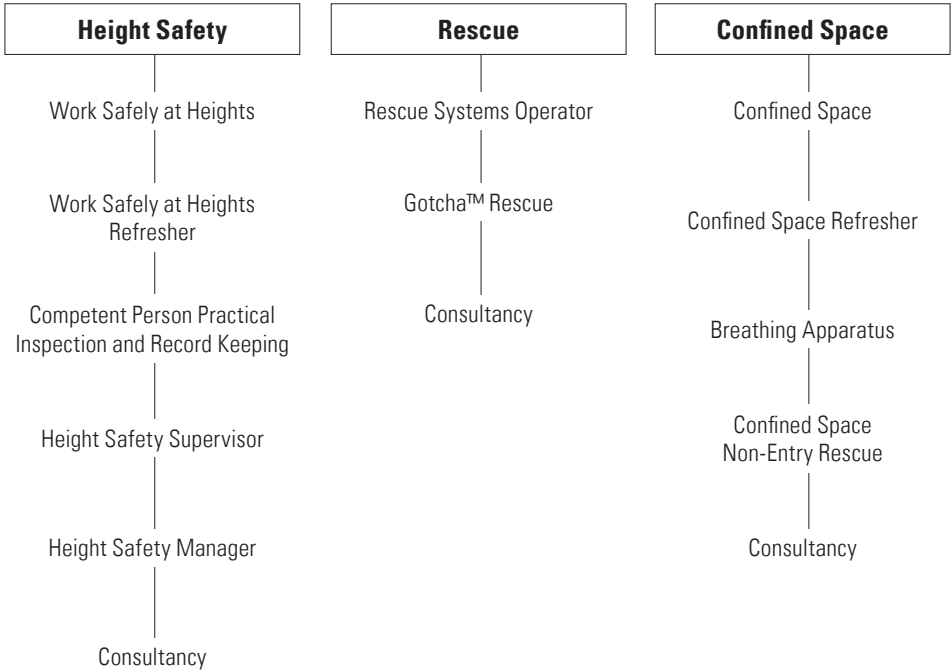 Height Safety
Work Safely at Heights
Work Safely at Heights
Refresher
Competent Person Practical
Inspection and Record Keeping
Height Safety Supervisor
Height Safety Manager
Consultancy
Rescue
Rescue Systems Operator
Gotcha™ Rescue
Consultancy
Confined Space
Confined Space
Confined Space Refresher
Breathing Apparatus
Confined Space
Non-Entry Rescue
Consultancy